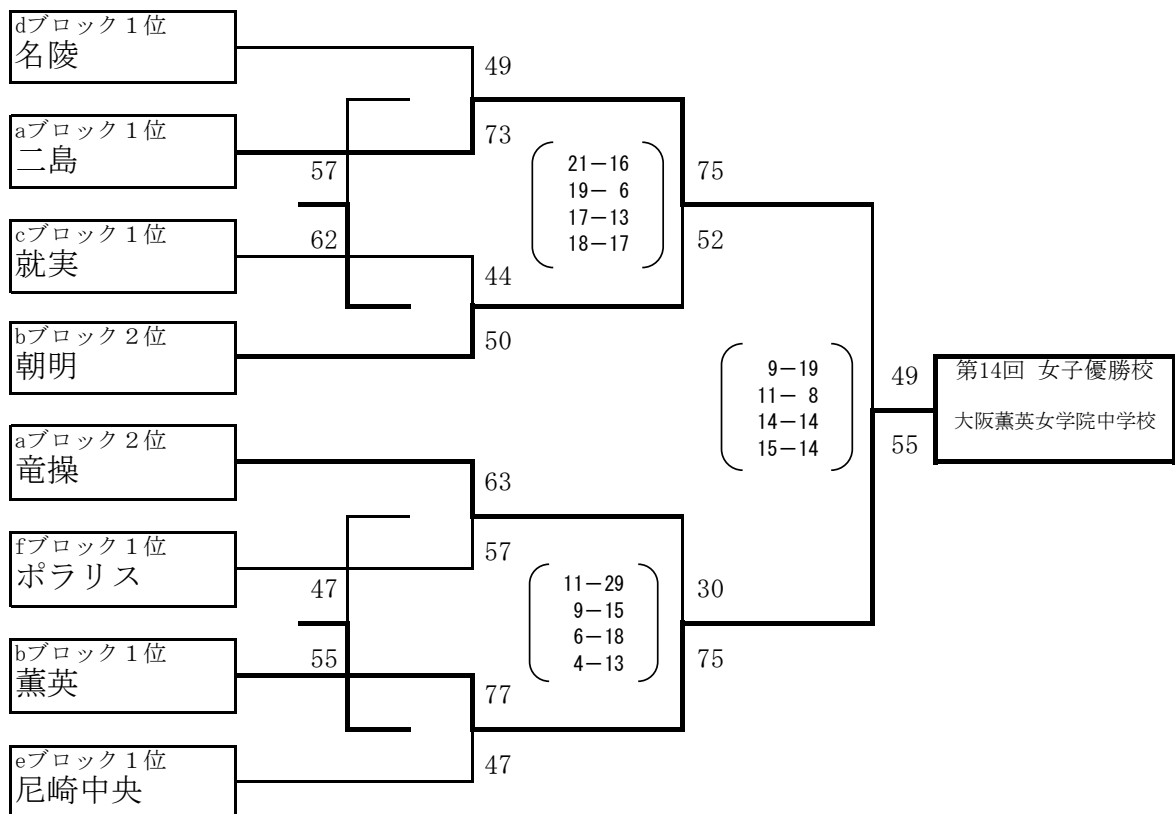 dブロック１位
名陵
49
aブロック１位
二島
73
57
21－16
19－ 6
17－13
18－17
75
cブロック１位
就実
62
52
44
bブロック２位
朝明
50
9－19
11－ 8
14－14
15－14
49
第14回 女子優勝校
大阪薫英女学院中学校
55
aブロック２位
竜操
63
fブロック１位
ポラリス
57
47
11－29
9－15
6－18
4－13
30
bブロック１位
薫英
55
75
77
eブロック１位
尼崎中央
47